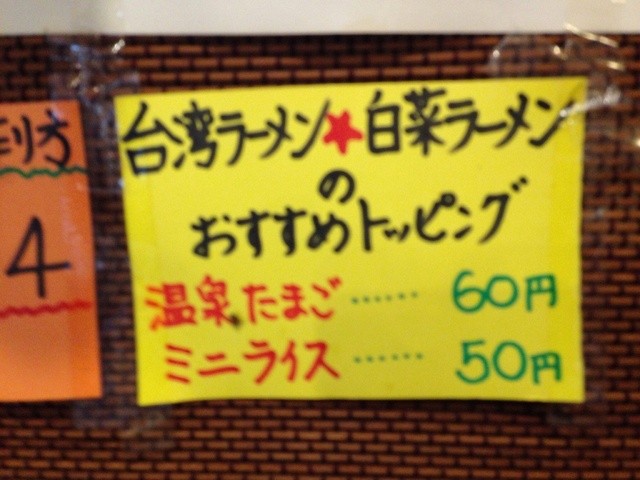 台湾ラーメン★白菜ラーメン
の
おすすめトッピング
温泉たまご……60円
ミニライス……50円
4